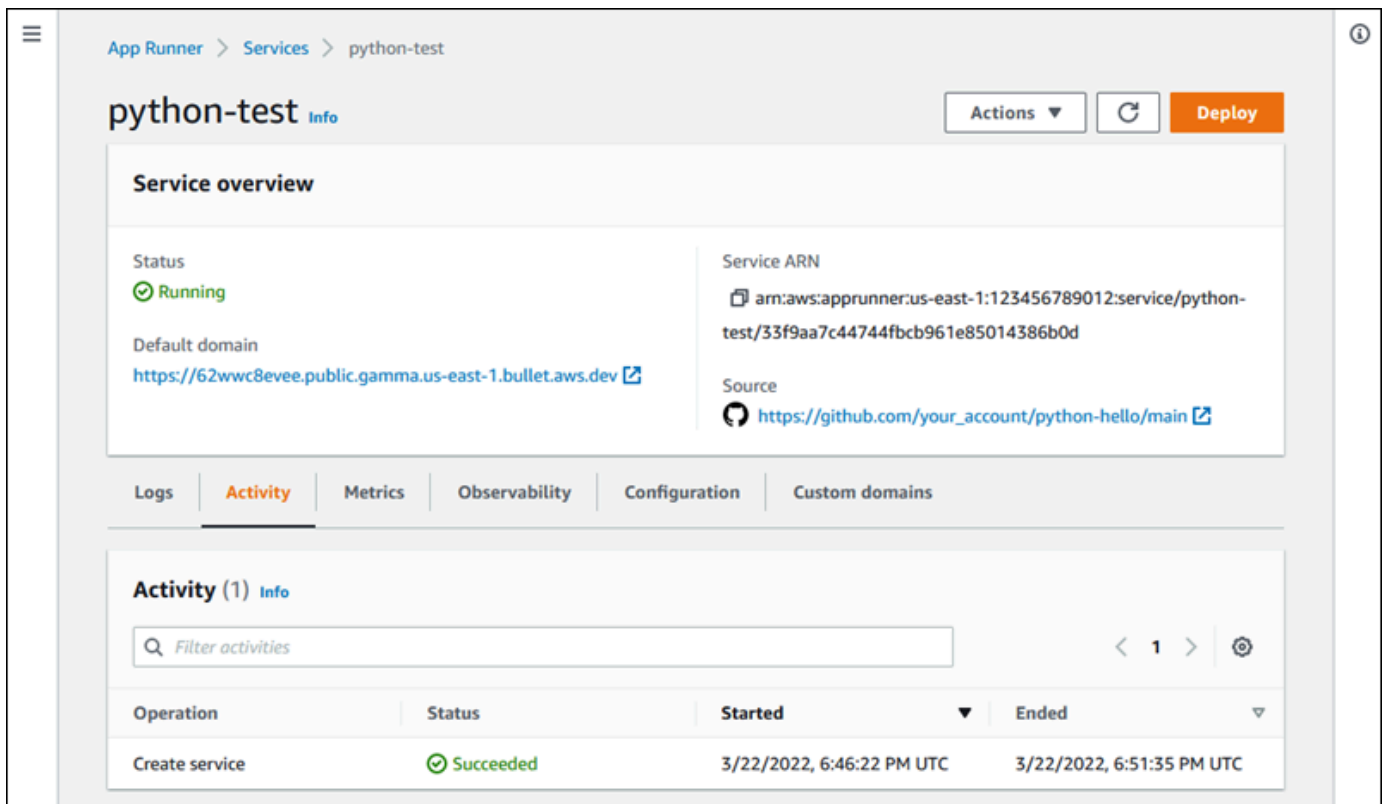 App Runner > Services > python-test
python-test Info
Actions
Deploy
Service overview
Status
Running
Default domain
https://62wwc8evee.public.gamma.us-east-1.bullet.aws.dev
Service ARN
arn:aws:apprunner:us-east-1:123456789012:service/python-
test/33f9aa7c44744fbcb961e85014386b0d
Source
https://github.com/your_account/python-hello/main
Logs Activity Metrics Observability Configuration Custom domains
Activity (1) Info
Filter activities
< 1 >
Operation Status Started Ended
Create service Succeeded 3/22/2022, 6:46:22 PM UTC 3/22/2022, 6:51:35 PM UTC